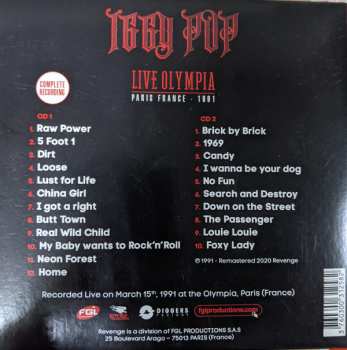 IGGY POP
LIVE OLYMPIA
PARIS FRANCE - 1991
COMPLETE
RECORDING
CD 1
1. Raw Power
2. 5 Foot 1
3. Dirt
4. Loose
5. Lust for Life
6. China Girl
7. I got a right
8. Butt Town
9. Real Wild Child
10. My Baby wants to Rock'n'Roll
11. Neon Forest
12. Home
CD 2
1. Brick by Brick
2. 1969
3. Candy
4. I wanna be your dog
5. No Fun
6. Search and Destroy
7. Down on the Street
8. The Passenger
9. Louie Louie
10. Foxy Lady
℗ 1991 - Remastered 2020 Revenge
Recorded Live on March 15th, 1991 at the Olympia, Paris (France)
FGL
DIGGERS
fglproductions.com
Revenge is a division of FGL PRODUCTIONS S.A.S
25 Boulevard Arago - 75013 PARIS (France)